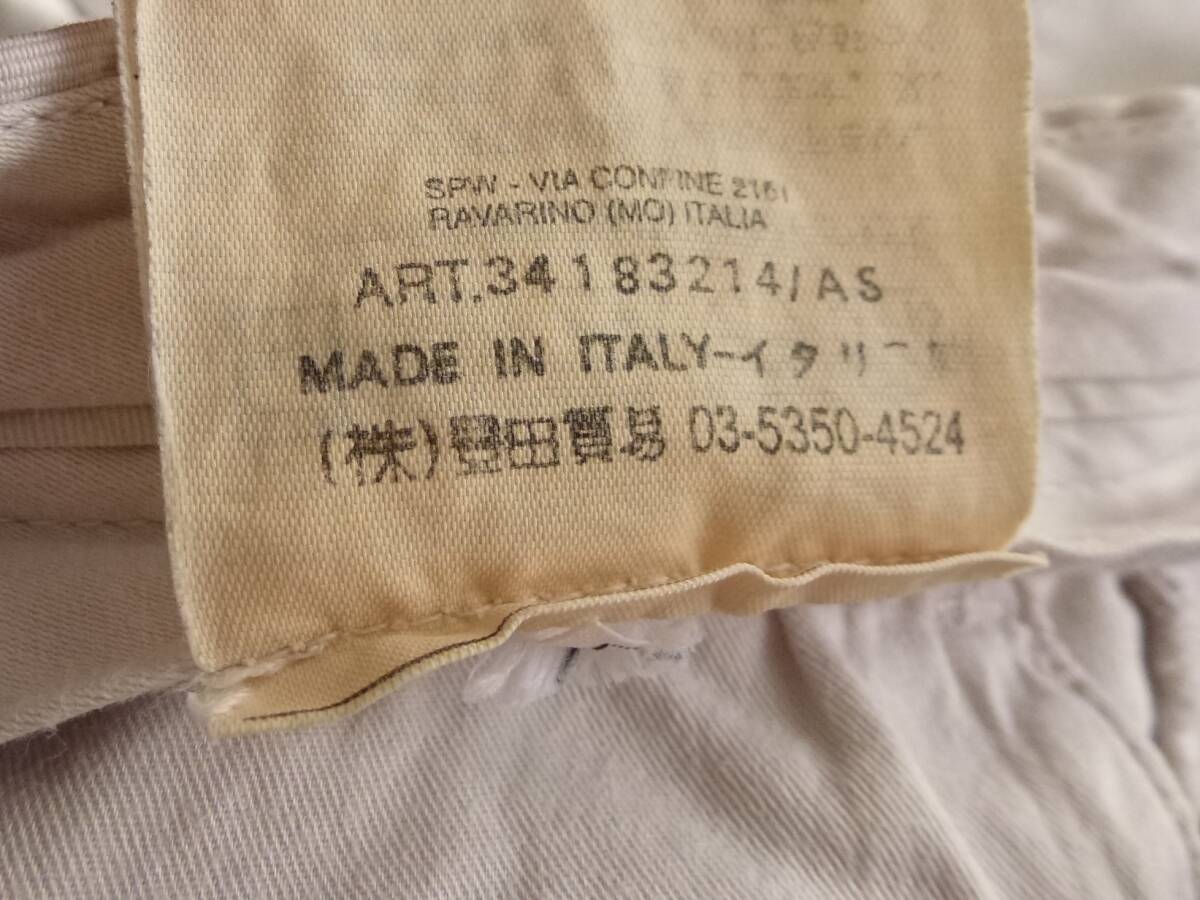 SPW - VIA CONFINE 2161
RAVARINO (MO) ITALIA
ART.34183214/AS
MADE IN ITALY-イタリー製
(株)豊田貿易 03-5350-4524